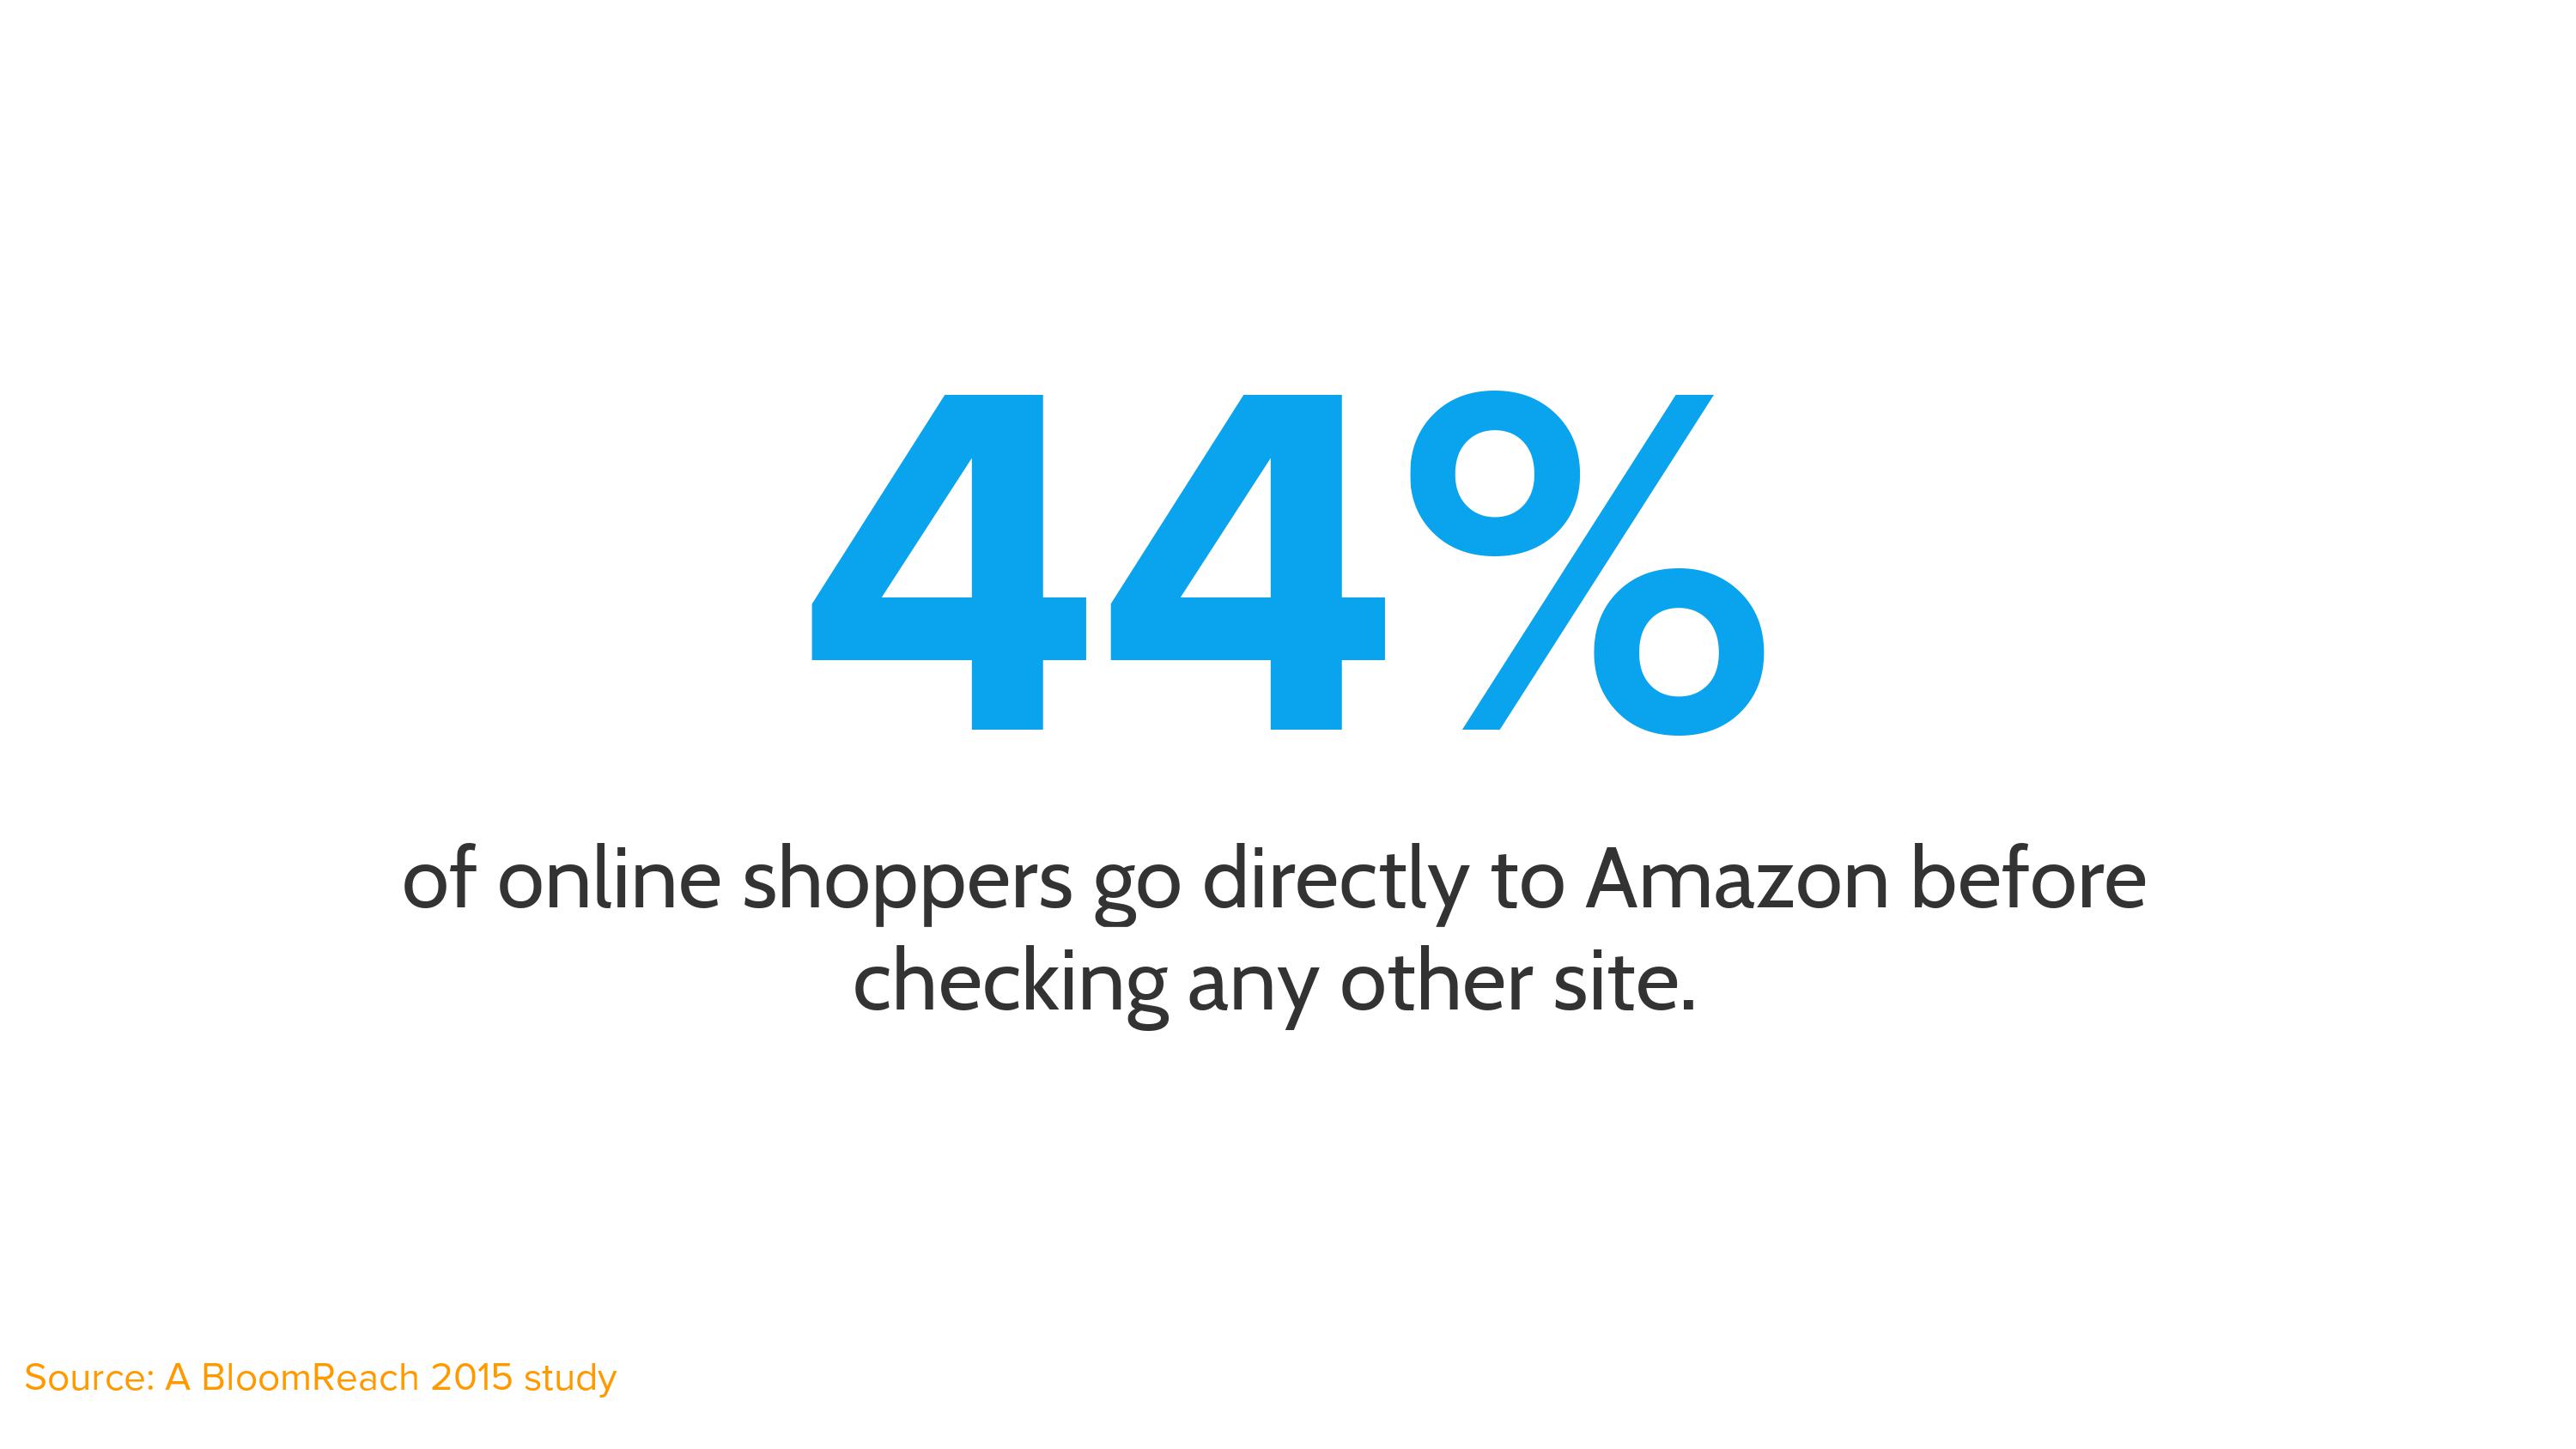 44%
of online shoppers go directly to Amazon before
checking any other site.
Source: A BloomReach 2015 study